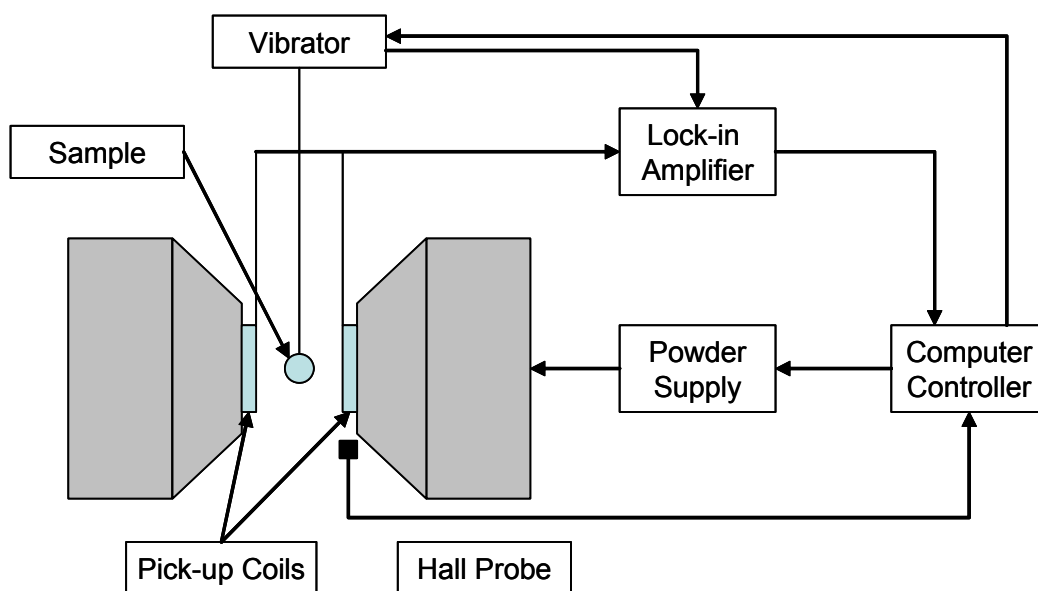 Vibrator
Sample
Lock-in
Amplifier
Powder
Supply
Computer
Controller
Pick-up Coils
Hall Probe